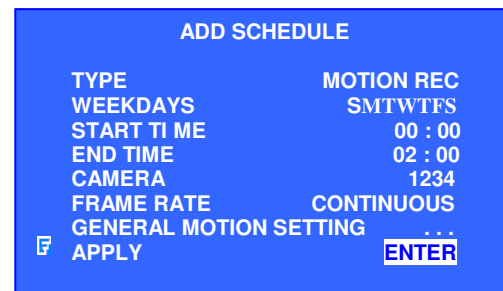 ADD SCHEDULE
TYPE MOTION REC
WEEKDAYS SMTWTFS
START TI ME 00 : 00
END TIME 02 : 00
CAMERA 1234
FRAME RATE CONTINUOUS
GENERAL MOTION SETTING . . .
APPLY ENTER